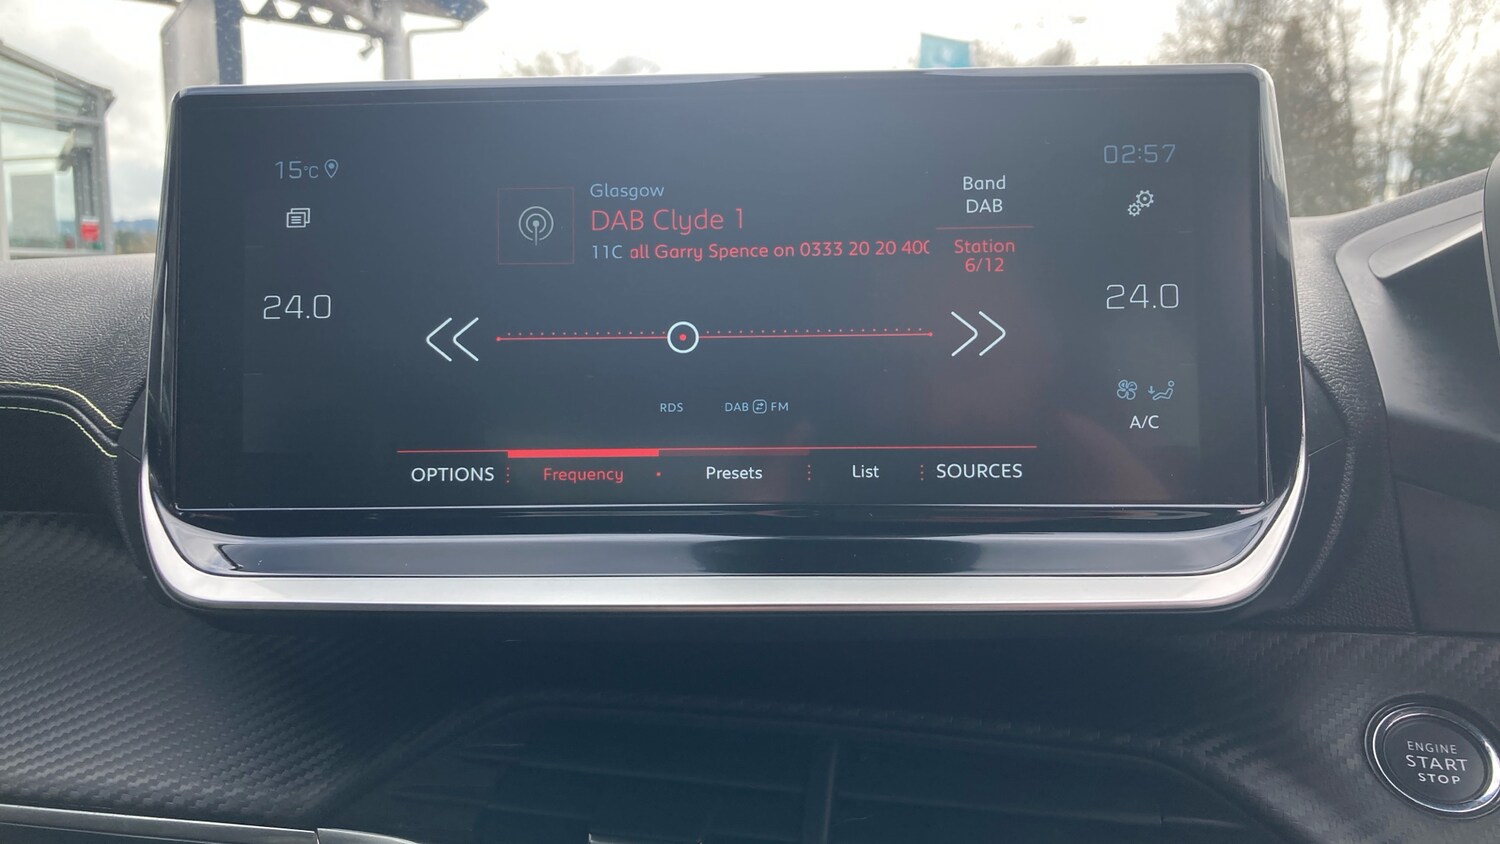 15°C
02:57
Glasgow
DAB Clyde 1
11C all Garry Spence on 0333 20 20 40
Band
DAB
Station
6/12
24.0
24.0
RDS
DAB FM
A/C
OPTIONS
Frequency
Presets
List
SOURCES
ENGINE
START
STOP